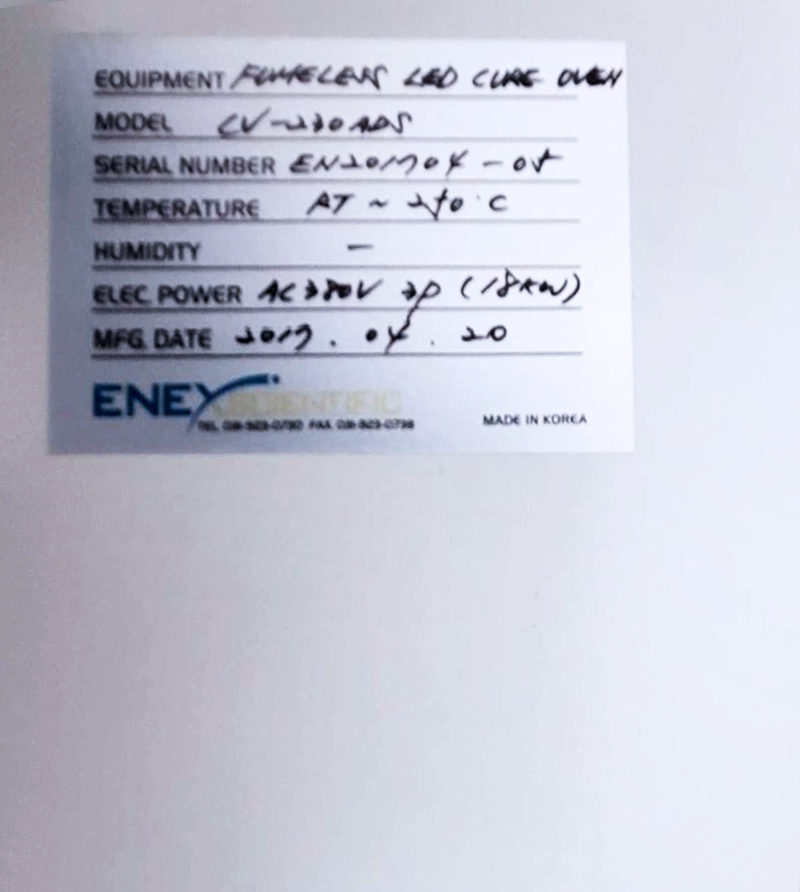 EQUIPMENT FUMELESS LED CURE OVEN
MODEL CV-230ADS
SERIAL NUMBER EN201704-05
TEMPERATURE RT ~ 250°C
HUMIDITY -
ELEC. POWER AC380V 3P (18KW)
MFG. DATE 2017.04.20
ENEX SCIENTIFIC
MADE IN KOREA